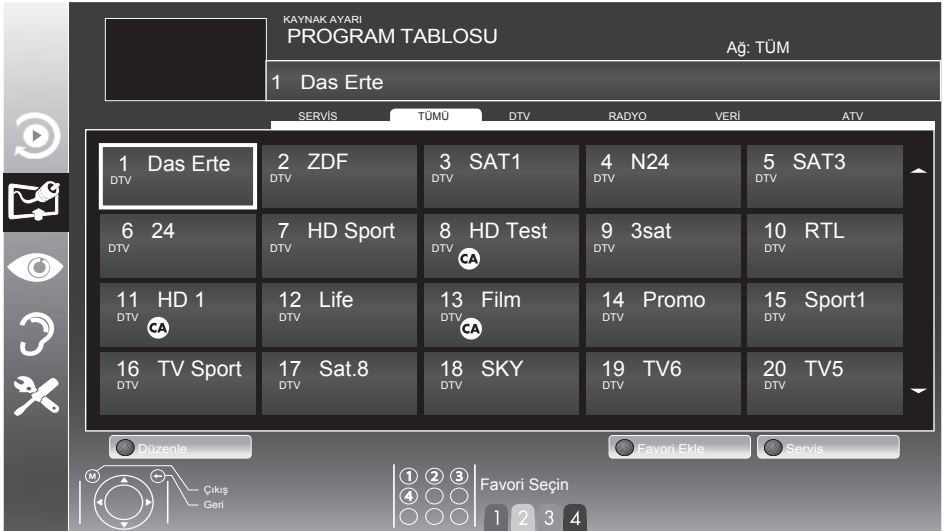 KAYNAK AYARI
PROGRAM TABLOSU
Ağ: TÜM
1 Das Erte
SERVİS TÜMÜ DTV RADYO VERİ ATV
1 Das Erte 2 ZDF 3 SAT1 4 N24 5 SAT3
DTV DTV DTV DTV DTV
6 24 7 HD Sport 8 HD Test 9 3sat 10 RTL
DTV DTV DTV DTV DTV
CA
11 HD 1 12 Life 13 Film 14 Promo 15 Sport1
DTV DTV DTV DTV DTV
CA CA
16 TV Sport 17 Sat.8 18 SKY 19 TV6 20 TV5
DTV DTV DTV DTV DTV
Düzenle Favori Ekle Servis
M
Çıkış
Geri
1 2 3
4
Favori Seçin
1 2 3 4